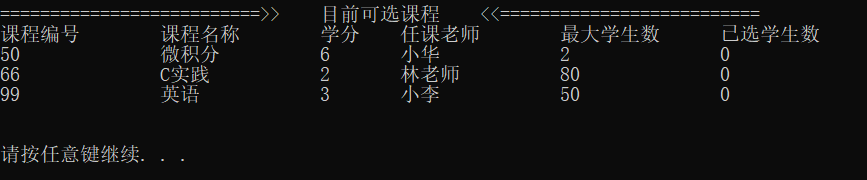 ==========================>>    目前可选课程    <<==========================
课程编号        课程名称        学分    任课老师        最大学生数      已选学生数
50              微积分          6       小华            2               0
66              C实践           2       林老师          80              0
99              英语            3       小李            50              0
请按任意键继续. . .